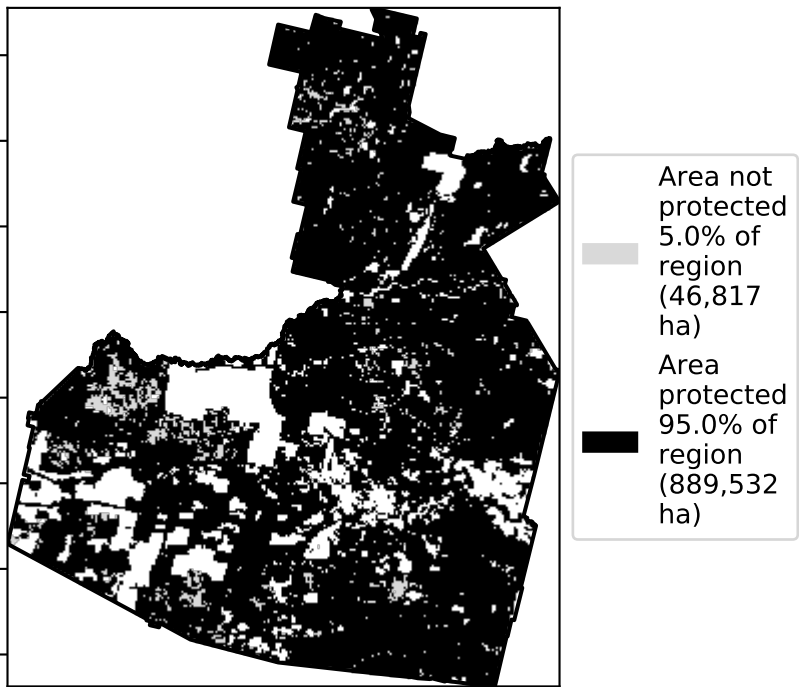 Area not
protected
5.0% of
region
(46,817
ha)
Area
protected
95.0% of
region
(889,532
ha)